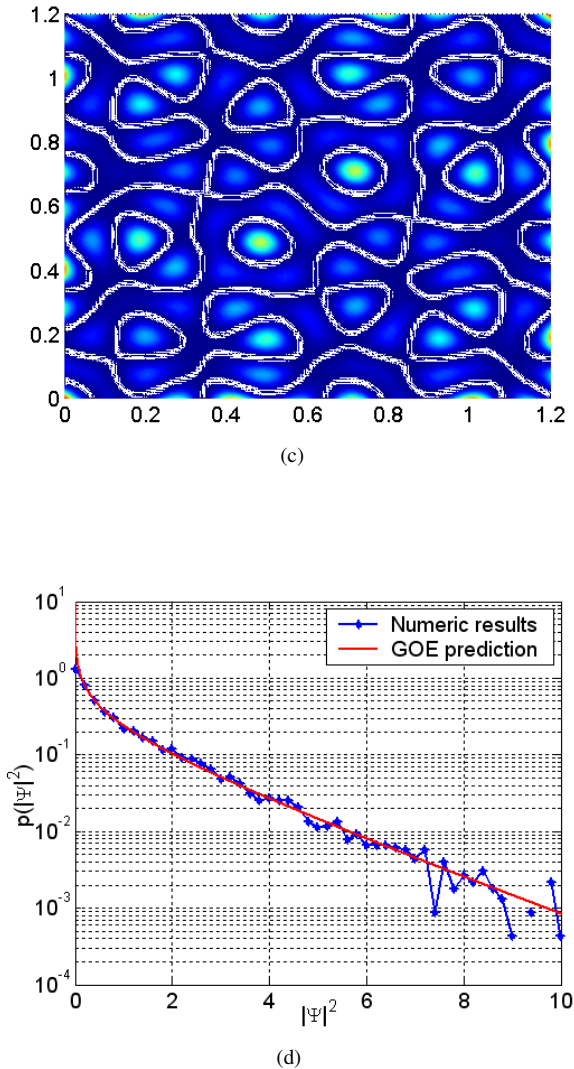 1.2
1
0.8
0.6
0.4
0.2
0
0 0.2 0.4 0.6 0.8 1 1.2
(c)
10^1
10^0
10^-1
10^-2
10^-3
10^-4
p(|Ψ|^2)
Numeric results
GOE prediction
0 2 4 6 8 10
|Ψ|^2
(d)